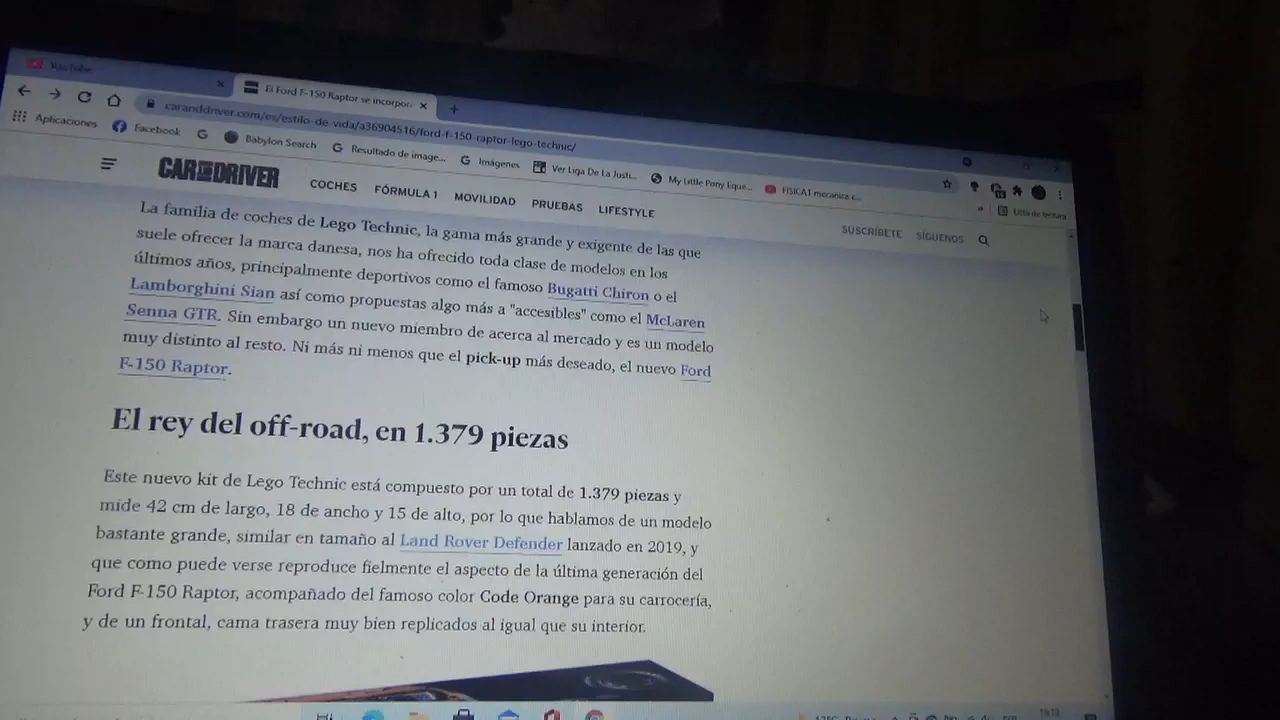 YouTube
El Ford F-150 Raptor se incorpor
caranddriver.com/es/estilo-de-vida/a36904516/ford-f-150-raptor-lego-technic/
Aplicaciones Facebook Babylon Search Resultado de image... Imágenes Ver Liga De La Justi... My Little Pony Eque... FISICA1 mecanica c... » Lista de lectura
CAR AND DRIVER COCHES FÓRMULA 1 MOVILIDAD PRUEBAS LIFESTYLE SUSCRÍBETE SÍGUENOS
La familia de coches de Lego Technic, la gama más grande y exigente de las que
suele ofrecer la marca danesa, nos ha ofrecido toda clase de modelos en los
últimos años, principalmente deportivos como el famoso Bugatti Chiron o el
Lamborghini Sian así como propuestas algo más a "accesibles" como el McLaren
Senna GTR. Sin embargo un nuevo miembro de acerca al mercado y es un modelo
muy distinto al resto. Ni más ni menos que el pick-up más deseado, el nuevo Ford
F-150 Raptor.
El rey del off-road, en 1.379 piezas
Este nuevo kit de Lego Technic está compuesto por un total de 1.379 piezas y
mide 42 cm de largo, 18 de ancho y 15 de alto, por lo que hablamos de un modelo
bastante grande, similar en tamaño al Land Rover Defender lanzado en 2019, y
que como puede verse reproduce fielmente el aspecto de la última generación del
Ford F-150 Raptor, acompañado del famoso color Code Orange para su carrocería,
y de un frontal, cama trasera muy bien replicados al igual que su interior.